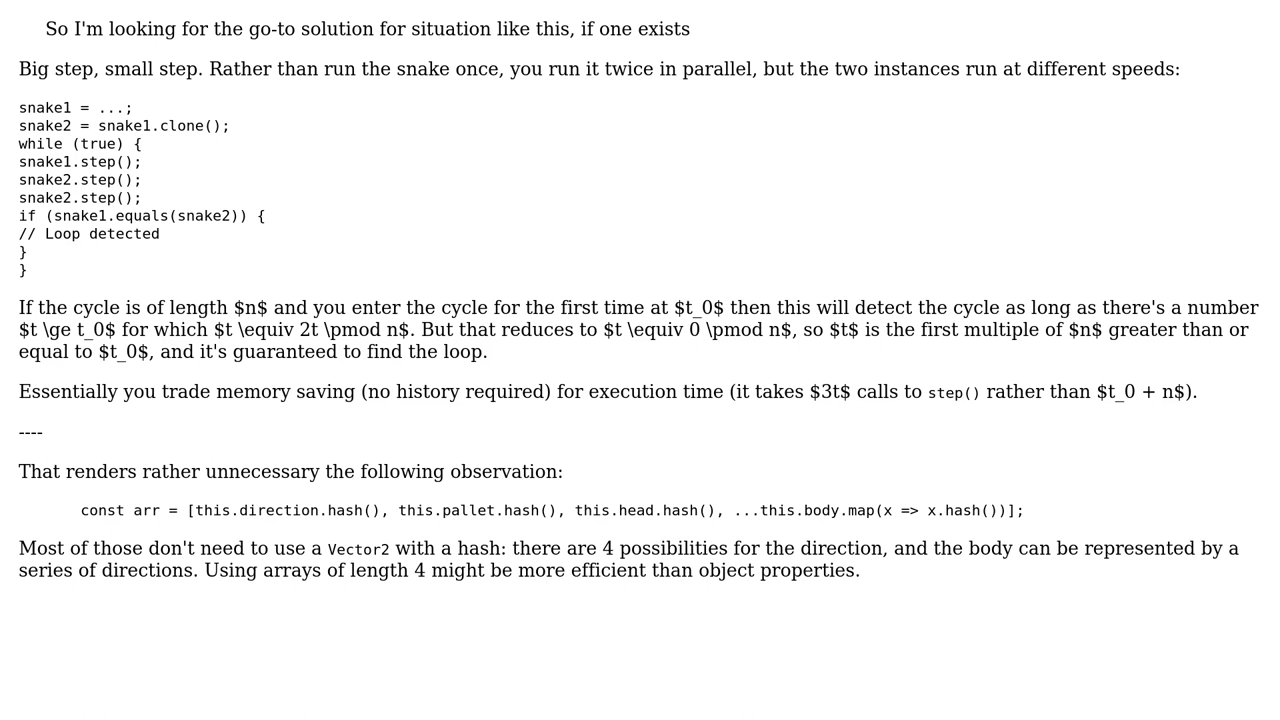 So I'm looking for the go-to solution for situation like this, if one exists
Big step, small step. Rather than run the snake once, you run it twice in parallel, but the two instances run at different speeds:
snake1 = ...;
snake2 = snake1.clone();
while (true) {
snake1.step();
snake2.step();
snake2.step();
if (snake1.equals(snake2)) {
// Loop detected
}
}
If the cycle is of length $n$ and you enter the cycle for the first time at $t_0$ then this will detect the cycle as long as there's a number
$t \ge t_0$ for which $t \equiv 2t \pmod n$. But that reduces to $t \equiv 0 \pmod n$, so $t$ is the first multiple of $n$ greater than or
equal to $t_0$, and it's guaranteed to find the loop.
Essentially you trade memory saving (no history required) for execution time (it takes $3t$ calls to step() rather than $t_0 + n$).
----
That renders rather unnecessary the following observation:
const arr = [this.direction.hash(), this.pallet.hash(), this.head.hash(), ...this.body.map(x => x.hash())];
Most of those don't need to use a Vector2 with a hash: there are 4 possibilities for the direction, and the body can be represented by a
series of directions. Using arrays of length 4 might be more efficient than object properties.